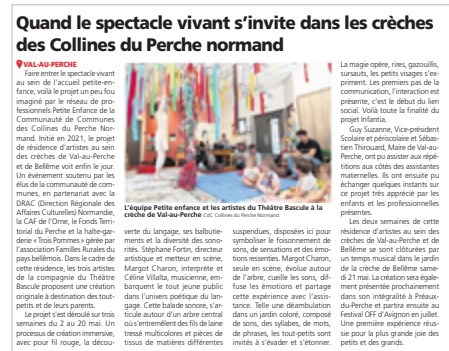 Quand le spectacle vivant s’invite dans les crèches
des Collines du Perche normand
VAL-AU-PERCHE
Faire entrer le spectacle vivant
au sein de l’accueil petite-en-
fance, voilà le projet un peu fou
imaginé par le réseau de pro-
fessionnels Petite Enfance de la
Communauté de Communes
des Collines du Perche Nor-
mand. Initié en 2021, le projet
de résidence d’artistes au sein
des crèches de Val-au-Perche
et de Bellême voit enfin le jour.
Un évènement soutenu par les
élus de la communauté de com-
munes, en partenariat avec la
DRAC (Direction Régionale des
Affaires Culturelles) Normandie,
la CAF de l’Orne, le Fonds Terri-
torial du Perche et la halte-gar-
derie « Trois Pommes » gérée par
l’association Familles Rurales du
pays bellêmois. Dans le cadre de
cette résidence, les trois artistes
de la compagnie du Théâtre
Bascule proposent une création
originale à destination des tout-
petits et de leurs parents.
Le projet s’est déroulé sur trois
semaines du 2 au 20 mai. Un
processus de création immersive,
avec pour fil rouge, la décou-
L’équipe Petite enfance et les artistes du Théâtre Bascule à la
crèche de Val-au-Perche CdC Collines du Perche Normand
verte du langage, ses balbutie-
ments et la diversité des sono-
rités. Stéphane Fortin, directeur
artistique et metteur en scène,
Margot Charon, interprète et
Céline Villalta, musicienne, em-
barquent le tout jeune public
dans l’univers poétique du lan-
gage. Cette balade sonore, s’ar-
ticule autour d’un arbre central
où s’entremêlent des fils de laine
tressé multicolores et pièces de
tissus de matières différentes
suspendues, disposées ici pour
symboliser le foisonnement de
sons, de sensations et des émo-
tions ressenties. Margot Charon,
seule en scène, évolue autour
de l’arbre, cueille les sons, dif-
fuse les émotions et partage
cette expérience avec l’assis-
tance. Telle une déambulation
dans un jardin coloré, composé
de sons, des syllabes, de mots,
de phrases, les tout-petits sont
invités à s’évader et s’étonner.
La magie opère, rires, gazouillis,
sursauts, les petits visages s’ex-
priment. Les premiers pas de la
communication, l’interaction est
présente, c’est le début du lien
social. Voilà toute la finalité du
projet Infantia.
Guy Suzanne, Vice-président
Scolaire et périscolaire et Sébas-
tien Thirouard, Maire de Val-au-
Perche, ont pu assister aux répé-
titions aux côtés des assistantes
maternelles. Ils ont ensuite pu
échanger quelques instants sur
ce projet très apprécié par les
enfants et les professionnels
présentes.
Les deux semaines de cette
résidence d’artistes au sein des
crèches de Val-au-Perche et de
Bellême se sont clôturées par
un temps musical dans le jardin
de la crèche de Bellême same-
di 21 mai. La création sera égale-
ment présentée prochainement
dans son intégralité à Préaux-
du-Perche et partira ensuite au
Festival OFF d’Avignon en juillet.
Une première expérience réus-
sie pour la plus grande joie des
petits et des grands.